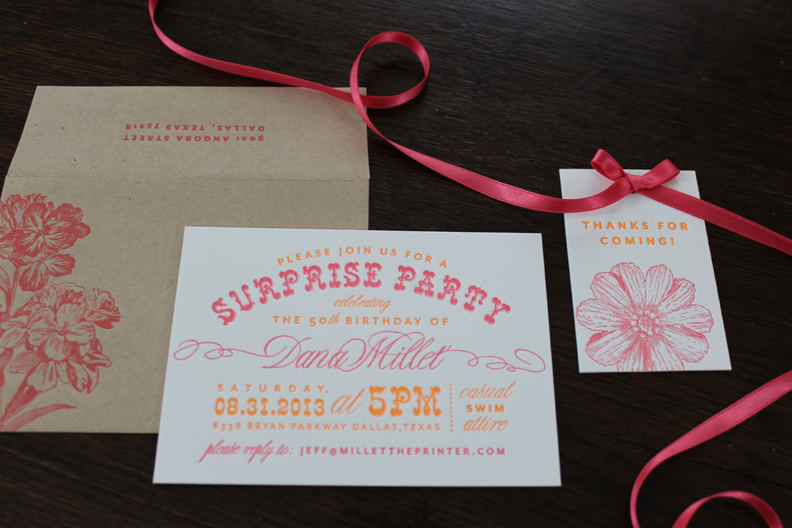 9021 ANGORA STREET
DALLAS, TEXAS 75218
PLEASE JOIN US FOR A
SURPRISE PARTY
celebrating
THE 50th BIRTHDAY OF
Dana Millet
SATURDAY,
08.31.2013 at 5PM
6338 BRYAN PARKWAY DALLAS, TEXAS
casual
SWIM
attire
please reply to: JEFF@MILLETTHEPRINTER.COM
THANKS FOR
COMING!